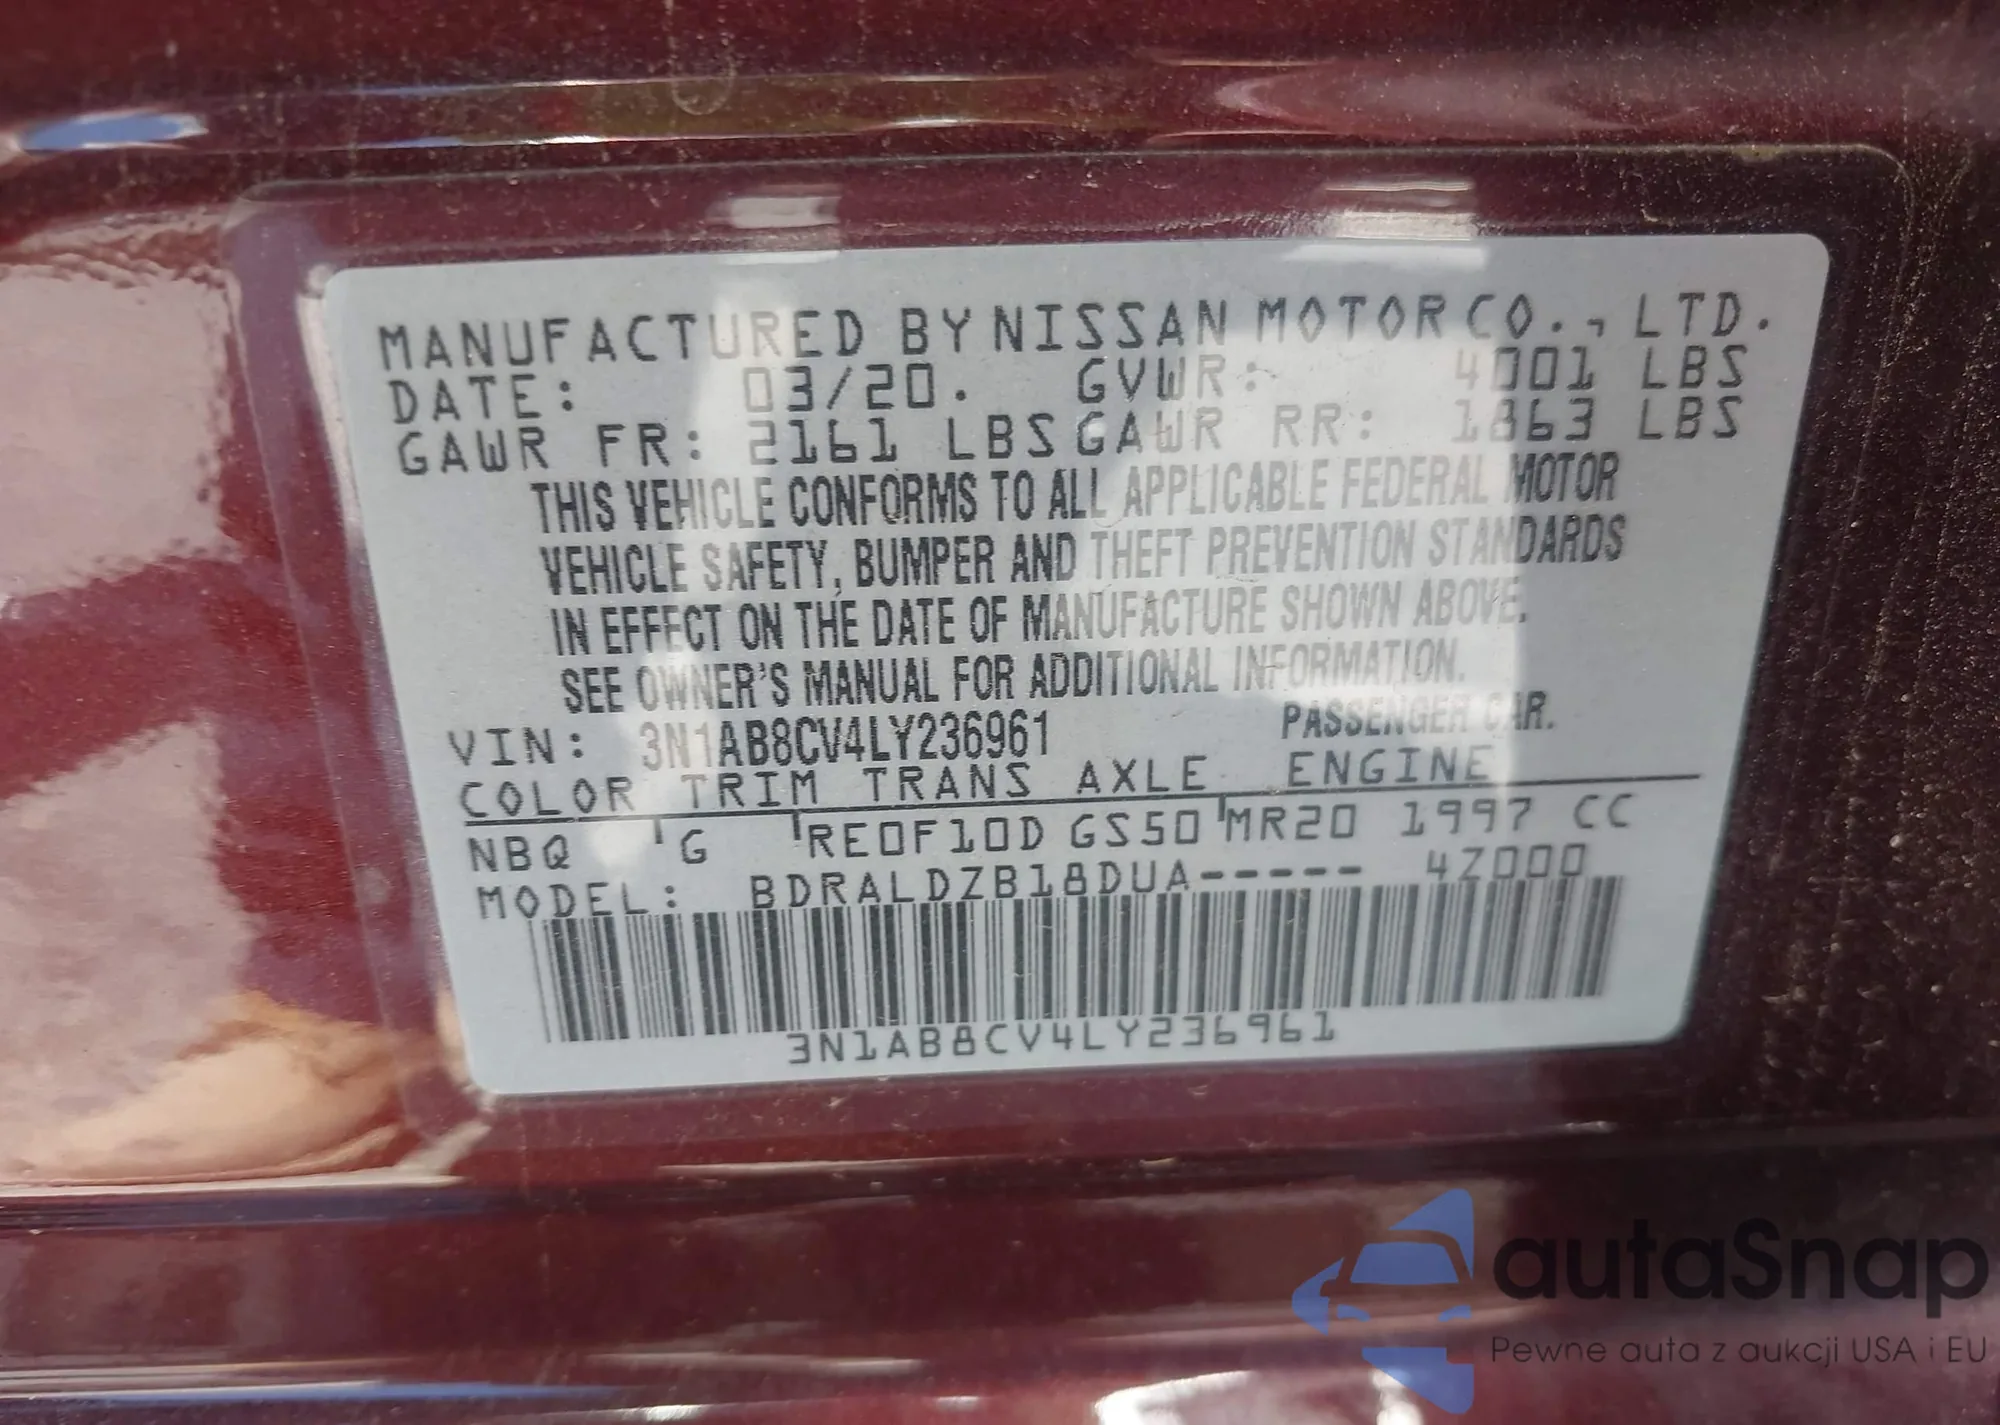 MANUFACTURED BY NISSAN MOTOR CO., LTD.
DATE: 03/20. GVWR: 4001 LBS
GAWR FR: 2161 LBS GAWR RR: 1863 LBS
THIS VEHICLE CONFORMS TO ALL APPLICABLE FEDERAL MOTOR
VEHICLE SAFETY, BUMPER AND THEFT PREVENTION STANDARDS
IN EFFECT ON THE DATE OF MANUFACTURE SHOWN ABOVE.
SEE OWNER'S MANUAL FOR ADDITIONAL INFORMATION.
VIN: 3N1AB8CV4LY236961 PASSENGER CAR.
COLOR TRIM TRANS AXLE ENGINE
NBQ G RE0F10D GS50 MR20 1997 CC
MODEL: BDRALDZB18DUA----- 4Z000
3N1AB8CV4LY236961
autaSnap
Pewne auta z aukcji USA i EU